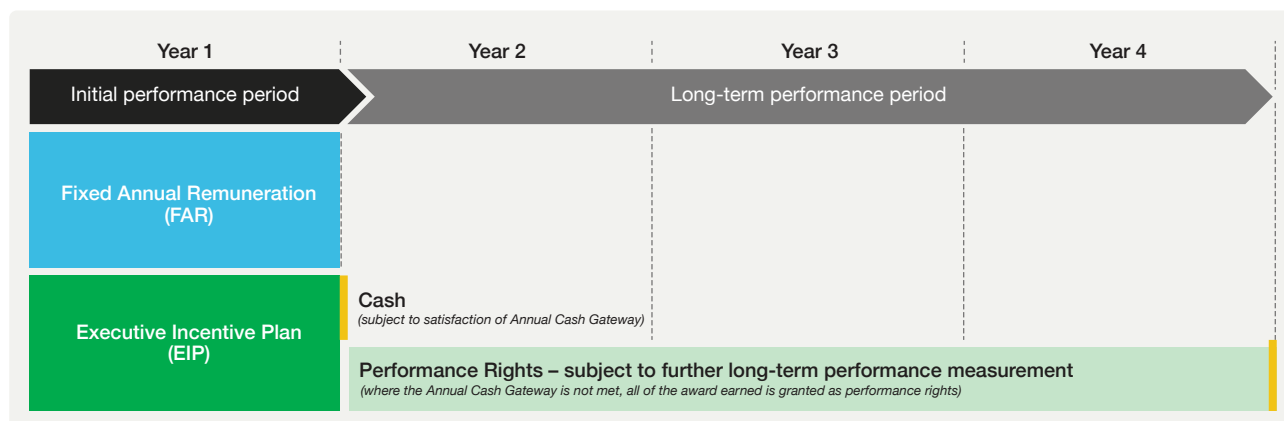 Year 1
Year 2
Year 3
Year 4
Initial performance period
Long-term performance period
Fixed Annual Remuneration
(FAR)
Executive Incentive Plan
(EIP)
Cash
(subject to satisfaction of Annual Cash Gateway)
Performance Rights – subject to further long-term performance measurement
(where the Annual Cash Gateway is not met, all of the award earned is granted as performance rights)